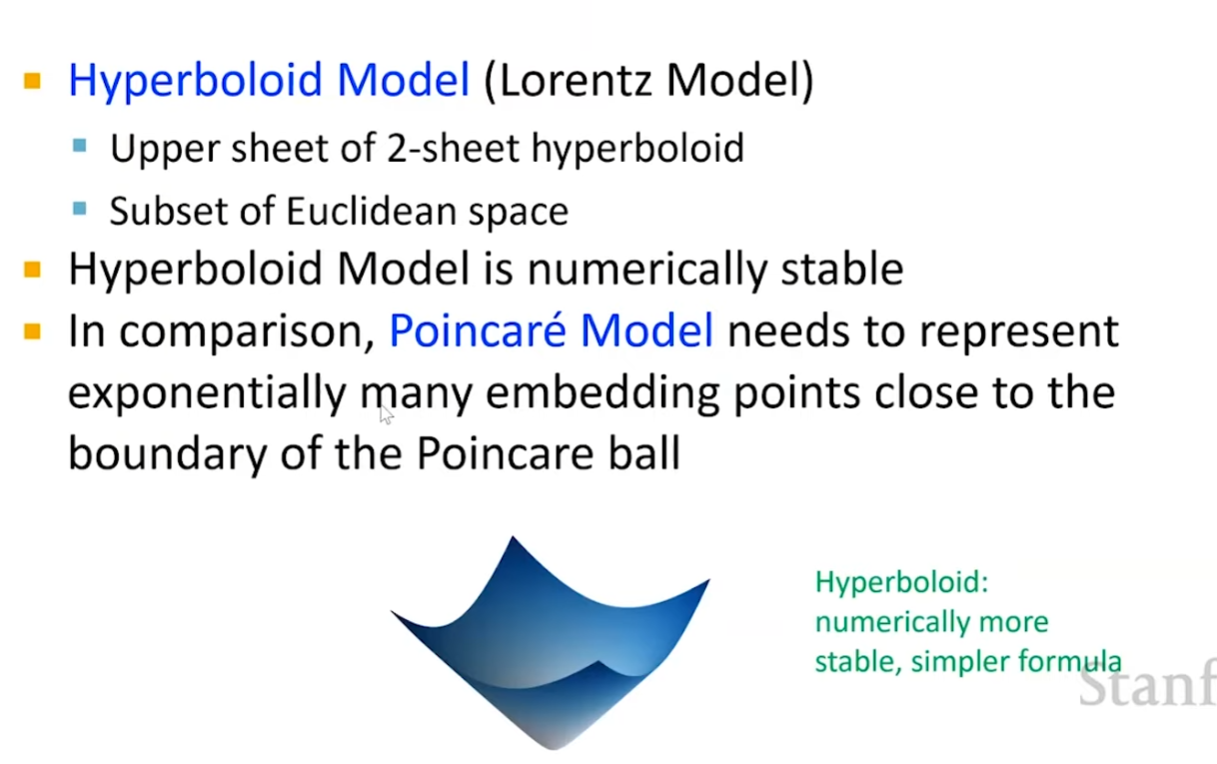 Hyperboloid Model (Lorentz Model)
Upper sheet of 2-sheet hyperboloid
Subset of Euclidean space
Hyperboloid Model is numerically stable
In comparison, Poincaré Model needs to represent
exponentially many embedding points close to the
boundary of the Poincare ball
Hyperboloid:
numerically more
stable, simpler formula
Stanf